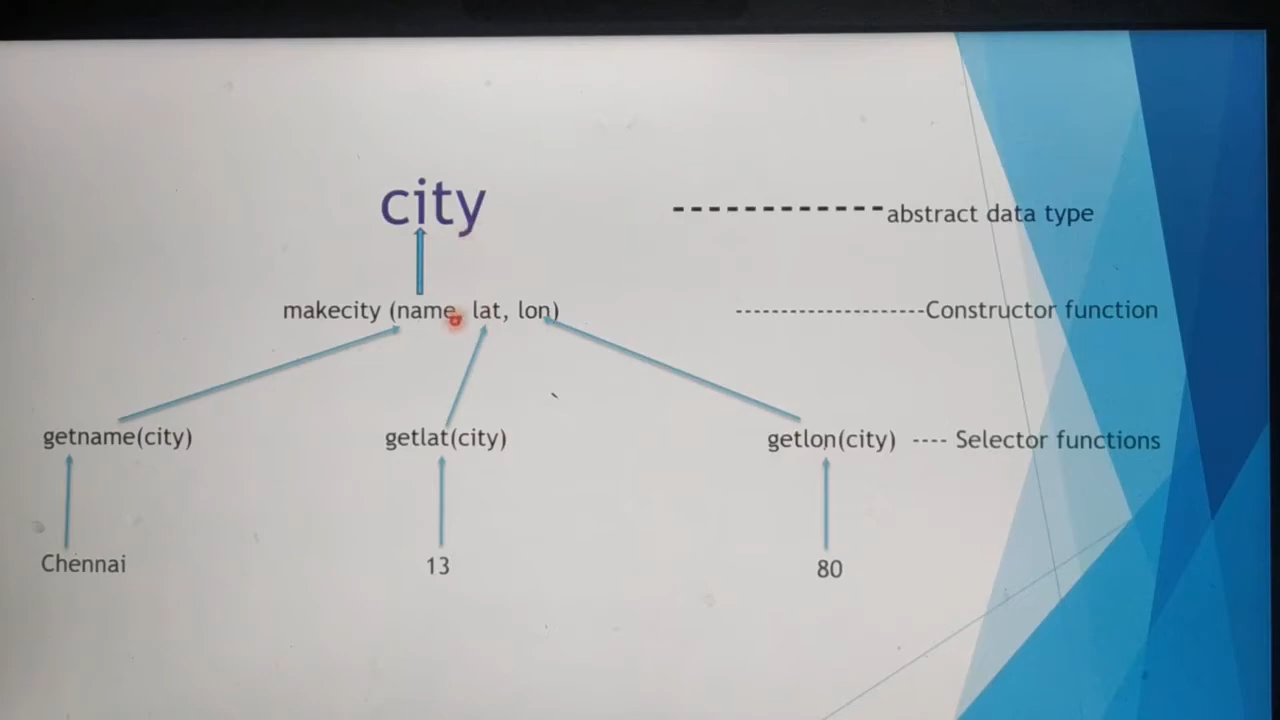 city
------------abstract data type
makecity (name, lat, lon)
--------------------Constructor function
getname(city)
getlat(city)
getlon(city) ---- Selector functions
Chennai
13
80